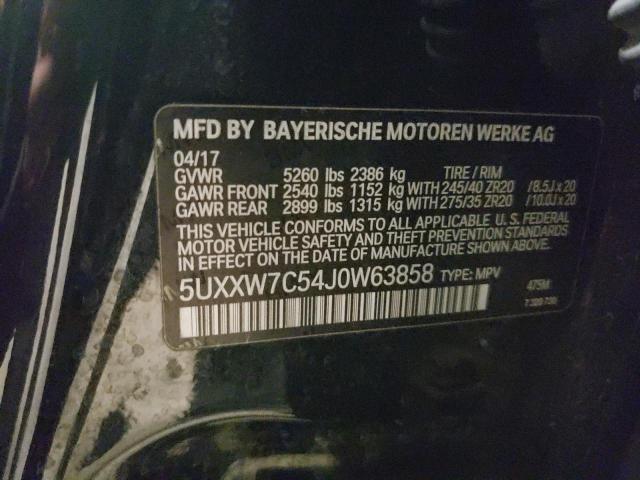 MFD BY BAYERISCHE MOTOREN WERKE AG
04/17
GVWR 5260 lbs 2386 kg TIRE / RIM
GAWR FRONT 2540 lbs 1152 kg WITH 245/40 ZR20 /8.5J x 20
GAWR REAR 2899 lbs 1315 kg WITH 275/35 ZR20 /10.0J x 20
THIS VEHICLE CONFORMS TO ALL APPLICABLE U. S. FEDERAL
MOTOR VEHICLE SAFETY AND THEFT PREVENTION STANDARDS
IN EFFECT ON THE DATE OF MANUFACTURE SHOWN ABOVE.
5UXXW7C54J0W63858 TYPE: MPV 475M